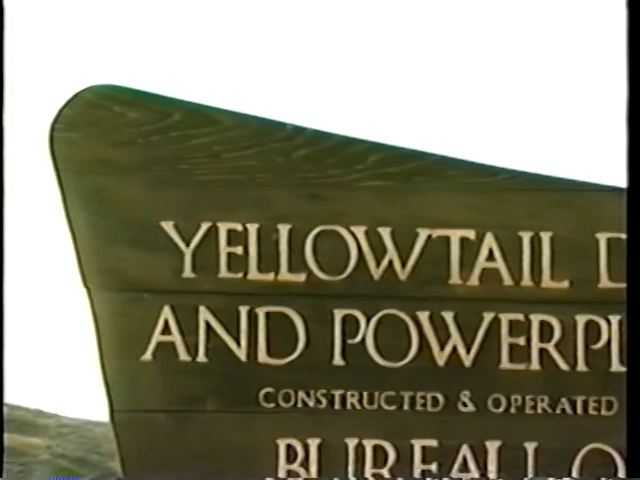 YELLOWTAIL D
AND POWERPL
CONSTRUCTED & OPERATED
BUREAU O